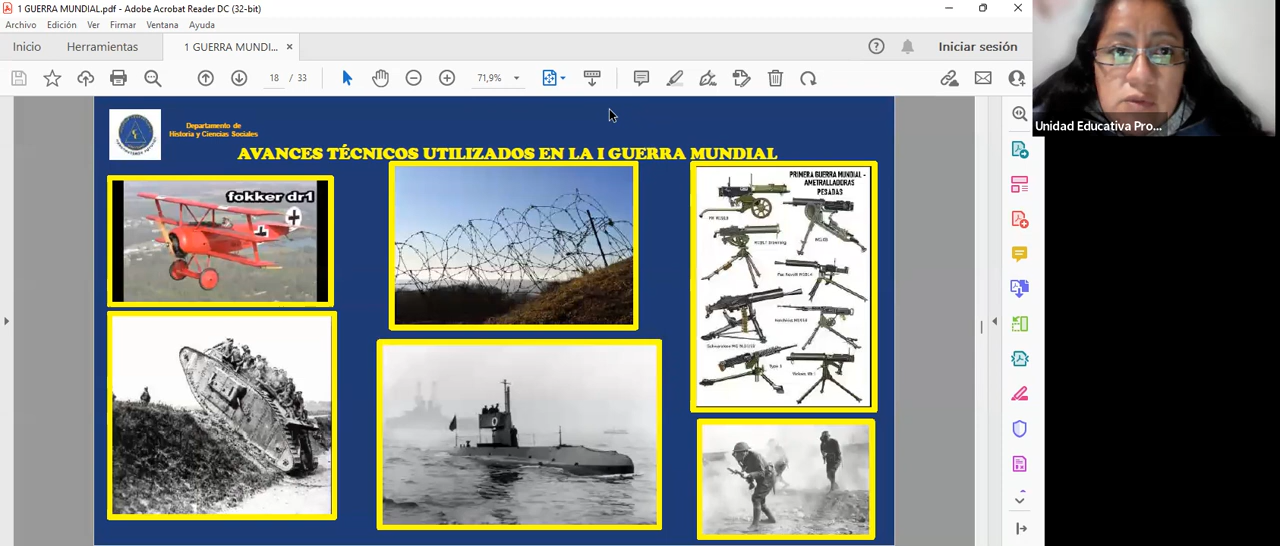 1 GUERRA MUNDIAL.pdf - Adobe Acrobat Reader DC (32-bit)
Archivo Edición Ver Firmar Ventana Ayuda
Inicio Herramientas 1 GUERRA MUNDI... × Iniciar sesión
18 / 33 71,9%
Unidad Educativa Pro...
Departamento de
Historia y Ciencias Sociales
AVANCES TÉCNICOS UTILIZADOS EN LA I GUERRA MUNDIAL
fokker dr1
PRIMERA GUERRA MUNDIAL -
AMETRALLADORAS
PESADAS
Browning